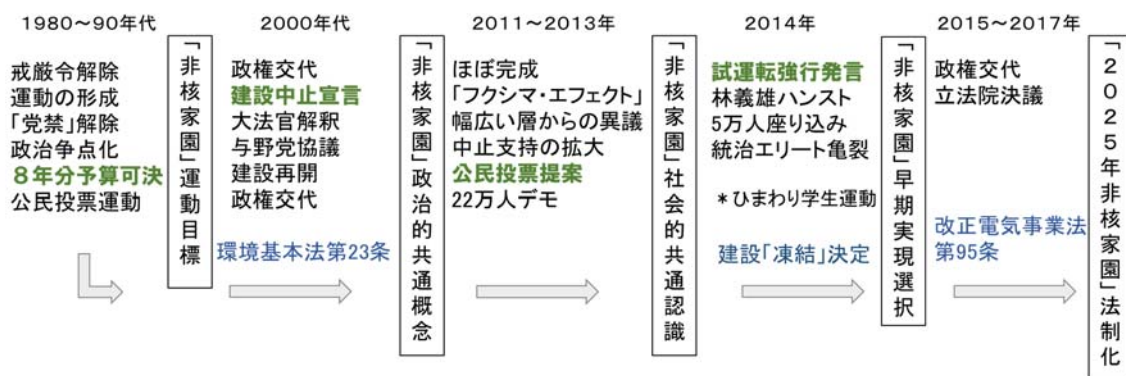 1980～90年代
戒厳令解除
運動の形成
「党禁」解除
政治争点化
８年分予算可決
公民投票運動
「非核家園」運動目標
2000年代
政権交代
建設中止宣言
大法官解釈
与野党協議
建設再開
政権交代
環境基本法第23条
「非核家園」政治的共通概念
2011～2013年
ほぼ完成
「フクシマ・エフェクト」
幅広い層からの異議
中止支持の拡大
公民投票提案
22万人デモ
「非核家園」社会的共通認識
2014年
試運転強行発言
林義雄ハンスト
5万人座り込み
統治エリート亀裂
＊ひまわり学生運動
建設「凍結」決定
「非核家園」早期実現選択
2015～2017年
政権交代
立法院決議
改正電気事業法
第95条
「２０２５年非核家園」法制化